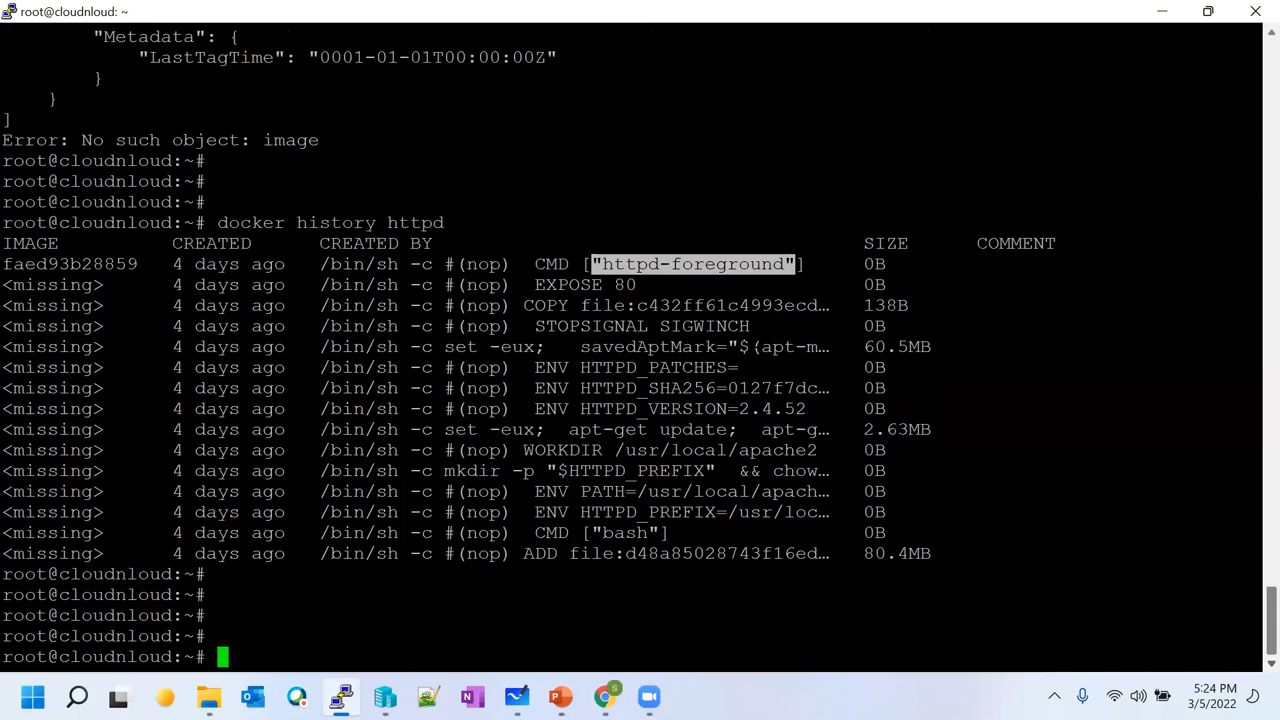 root@cloudnloud: ~
"Metadata": {
"LastTagTime": "0001-01-01T00:00:00Z"
}
}
]
Error: No such object: image
root@cloudnloud:~#
root@cloudnloud:~#
root@cloudnloud:~#
root@cloudnloud:~# docker history httpd
IMAGE CREATED CREATED BY SIZE COMMENT
faed93b28859 4 days ago /bin/sh -c #(nop) CMD ["httpd-foreground"] 0B
<missing> 4 days ago /bin/sh -c #(nop) EXPOSE 80 0B
<missing> 4 days ago /bin/sh -c #(nop) COPY file:c432ff61c4993ecd… 138B
<missing> 4 days ago /bin/sh -c #(nop) STOPSIGNAL SIGWINCH 0B
<missing> 4 days ago /bin/sh -c set -eux; savedAptMark="${apt-m… 60.5MB
<missing> 4 days ago /bin/sh -c #(nop) ENV HTTPD_PATCHES= 0B
<missing> 4 days ago /bin/sh -c #(nop) ENV HTTPD_SHA256=0127f7dc… 0B
<missing> 4 days ago /bin/sh -c #(nop) ENV HTTPD_VERSION=2.4.52 0B
<missing> 4 days ago /bin/sh -c set -eux; apt-get update; apt-g… 2.63MB
<missing> 4 days ago /bin/sh -c #(nop) WORKDIR /usr/local/apache2 0B
<missing> 4 days ago /bin/sh -c mkdir -p "$HTTPD_PREFIX" && chow… 0B
<missing> 4 days ago /bin/sh -c #(nop) ENV PATH=/usr/local/apach… 0B
<missing> 4 days ago /bin/sh -c #(nop) ENV HTTPD_PREFIX=/usr/loc… 0B
<missing> 4 days ago /bin/sh -c #(nop) CMD ["bash"] 0B
<missing> 4 days ago /bin/sh -c #(nop) ADD file:d48a85028743f16ed… 80.4MB
root@cloudnloud:~#
root@cloudnloud:~#
root@cloudnloud:~#
root@cloudnloud:~#
root@cloudnloud:~#
5:24 PM
3/5/2022